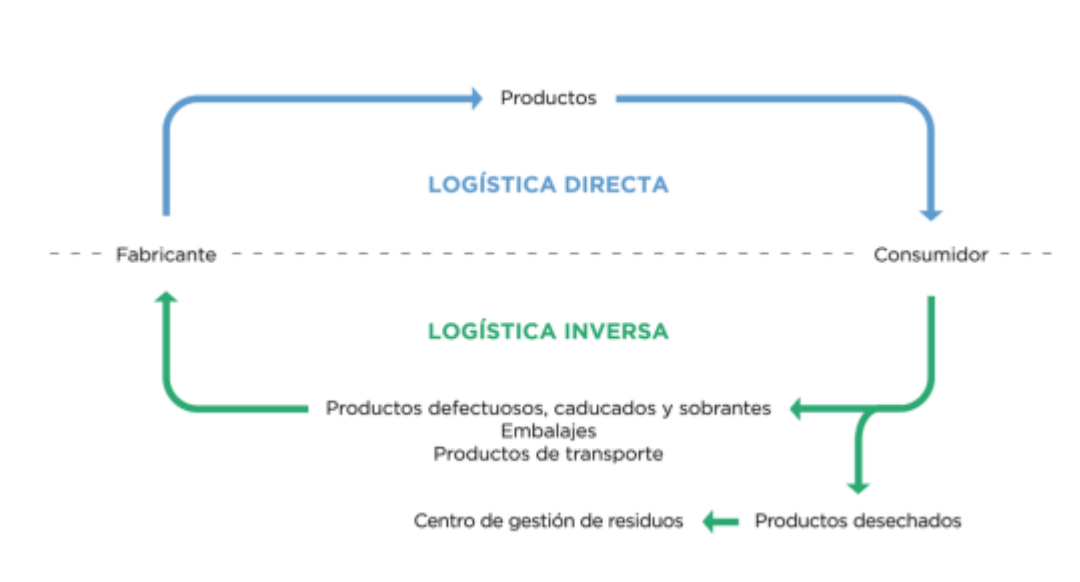 Productos
LOGÍSTICA DIRECTA
Fabricante
Consumidor
LOGÍSTICA INVERSA
Productos defectuosos, caducados y sobrantes
Embalajes
Productos de transporte
Centro de gestión de residuos
Productos desechados